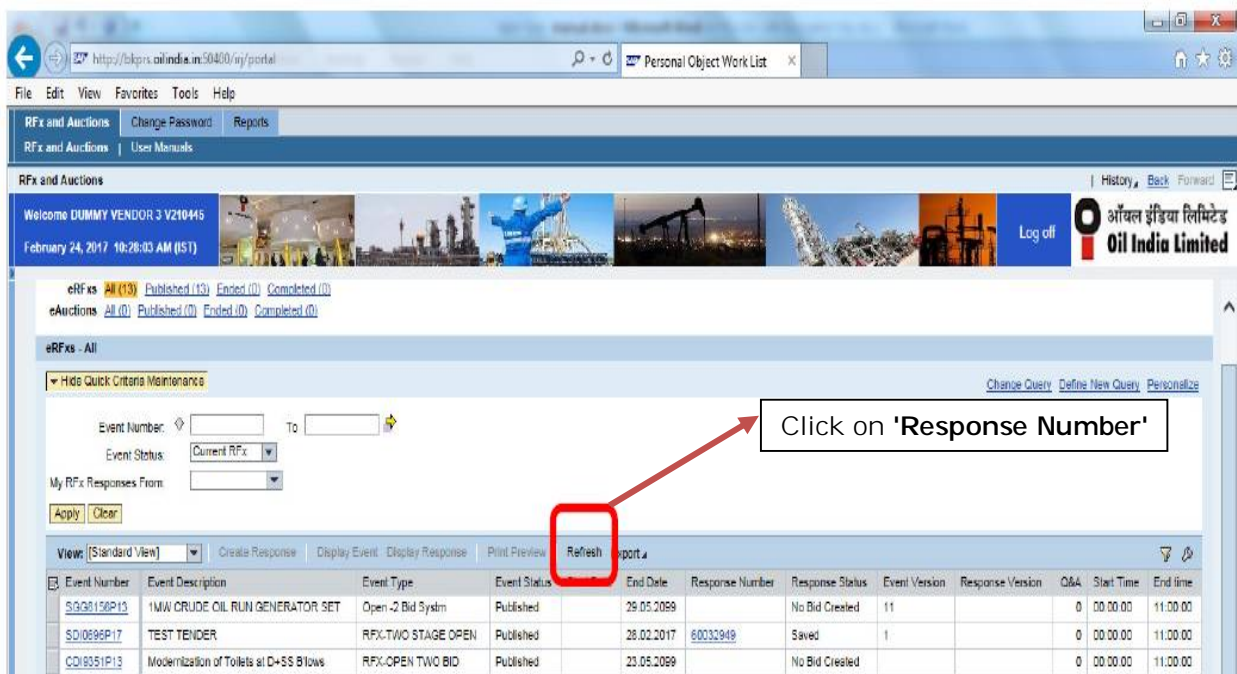 http://bkprs.oilindia.in:50400/irj/portal
Personal Object Work List
File Edit View Favorites Tools Help
RFx and Auctions Change Password Reports
RFx and Auctions | User Manuals
RFx and Auctions | History Back Forward
Welcome DUMMY VENDOR 3 V210445
February 24, 2017 10:28:03 AM (IST)
Log off
ऑयल इंडिया लिमिटेड
Oil India Limited
eRFxs All (13) Published (13) Ended (0) Completed (0)
eAuctions All (0) Published (0) Ended (0) Completed (0)
eRFxs - All
Hide Quick Criteria Maintenance Change Query Define New Query Personalize
Click on 'Response Number'
Event Number: To
Event Status: Current RFx
My RFx Responses From:
Apply Clear
View: [Standard View] Create Response Display Event Display Response Print Preview Refresh xport
Event Number Event Description Event Type Event Status End Date Response Number Response Status Event Version Response Version Q&A Start Time End time
SGG8156P13 1MW CRUDE OIL RUN GENERATOR SET Open -2 Bid Systm Published 29.05.2099 No Bid Created 11 0 00:00:00 11:00:00
SDI0696P17 TEST TENDER RFX-TWO STAGE OPEN Published 28.02.2017 60032949 Saved 1 0 00:00:00 11:00:00
CDI9351P13 Modernization of Toilets at D+SS B'lows RFX-OPEN TWO BID Published 23.05.2099 No Bid Created 0 00:00:00 11:00:00